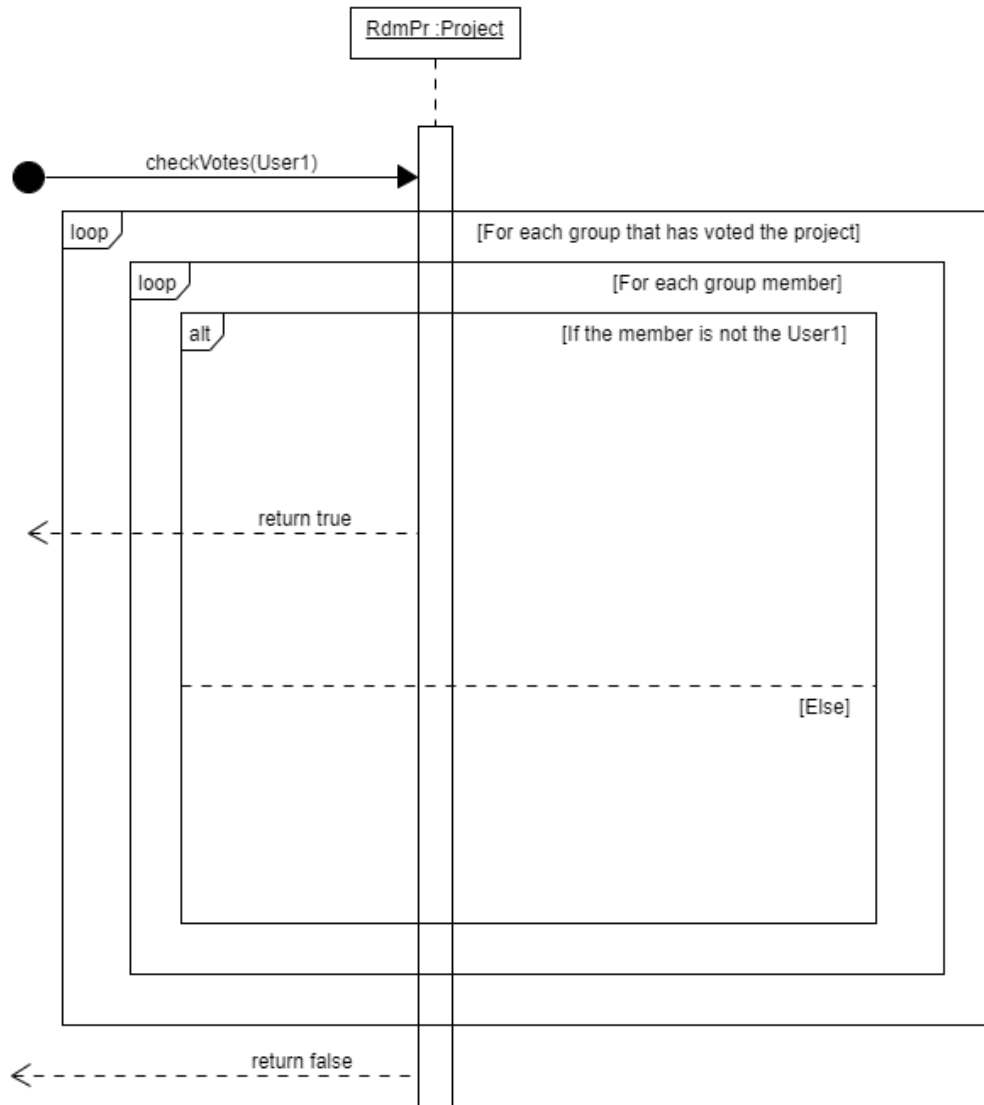 RdmPr :Project
checkVotes(User1)
loop
[For each group that has voted the project]
loop
[For each group member]
alt
[If the member is not the User1]
return true
[Else]
return false